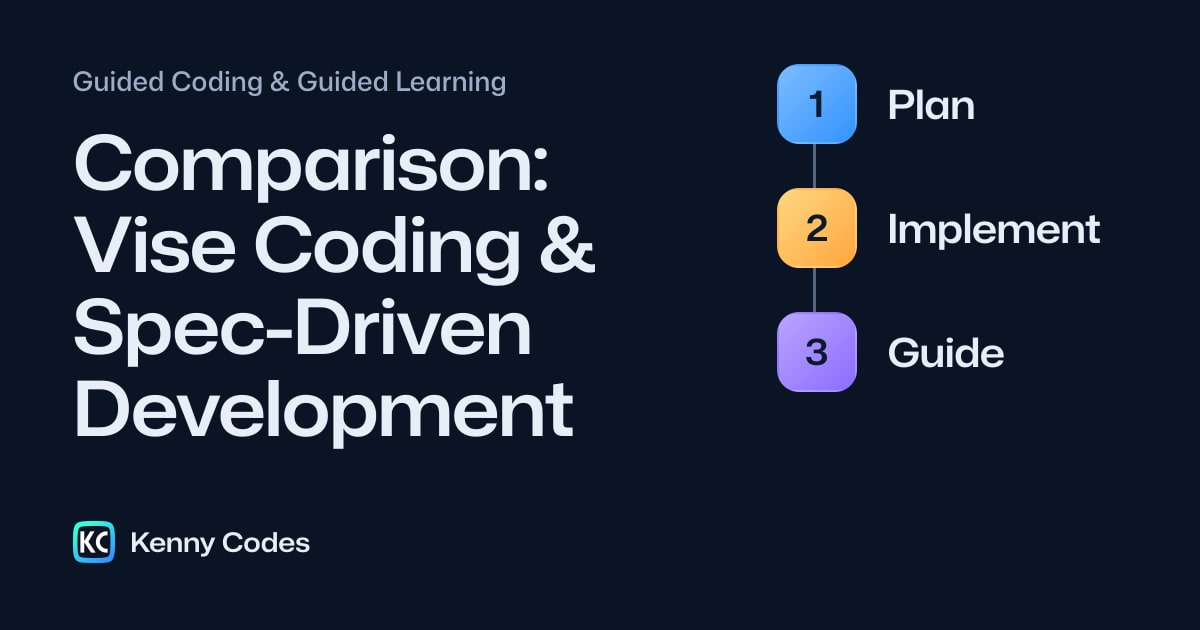 Guided Coding & Guided Learning
Comparison:
Vise Coding &
Spec-Driven
Development
KC Kenny Codes
1 Plan
2 Implement
3 Guide